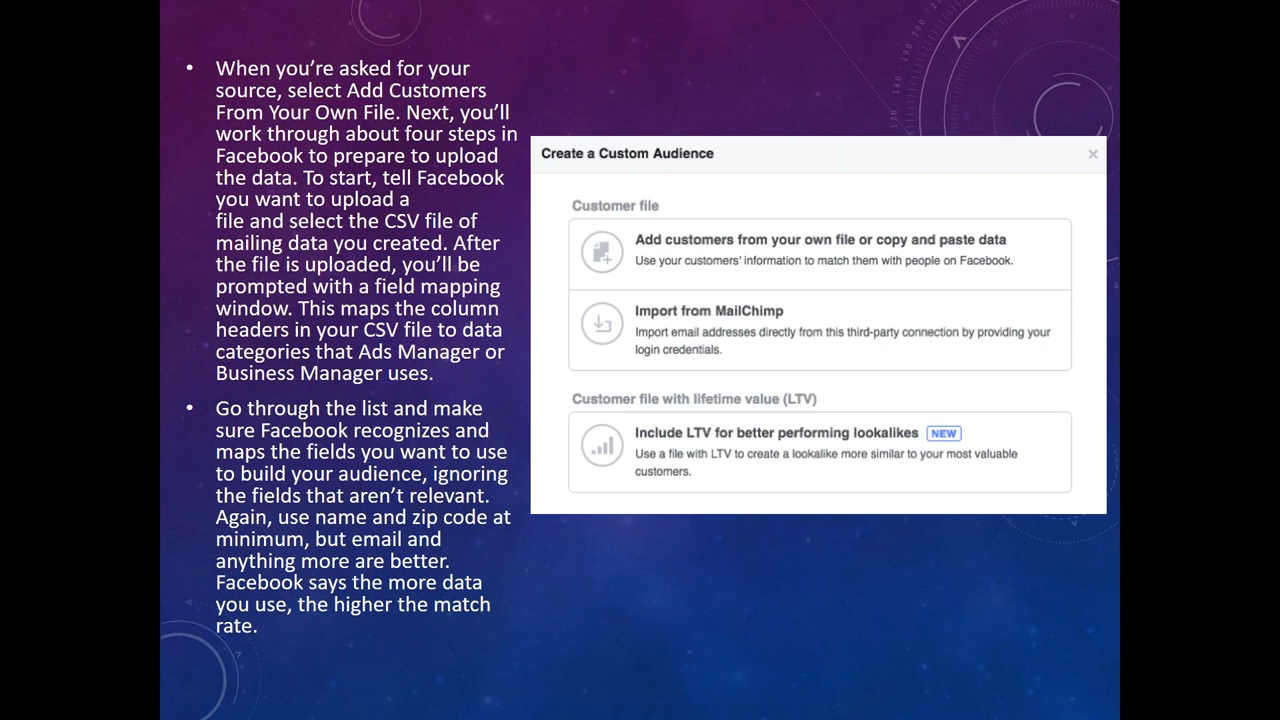 • When you’re asked for your
source, select Add Customers
From Your Own File. Next, you’ll
work through about four steps in
Facebook to prepare to upload
the data. To start, tell Facebook
you want to upload a
file and select the CSV file of
mailing data you created. After
the file is uploaded, you’ll be
prompted with a field mapping
window. This maps the column
headers in your CSV file to data
categories that Ads Manager or
Business Manager uses.
• Go through the list and make
sure Facebook recognizes and
maps the fields you want to use
to build your audience, ignoring
the fields that aren’t relevant.
Again, use name and zip code at
minimum, but email and
anything more are better.
Facebook says the more data
you use, the higher the match
rate.
Create a Custom Audience ×
Customer file
Add customers from your own file or copy and paste data
Use your customers' information to match them with people on Facebook.
Import from MailChimp
Import email addresses directly from this third-party connection by providing your
login credentials.
Customer file with lifetime value (LTV)
Include LTV for better performing lookalikes NEW
Use a file with LTV to create a lookalike more similar to your most valuable
customers.